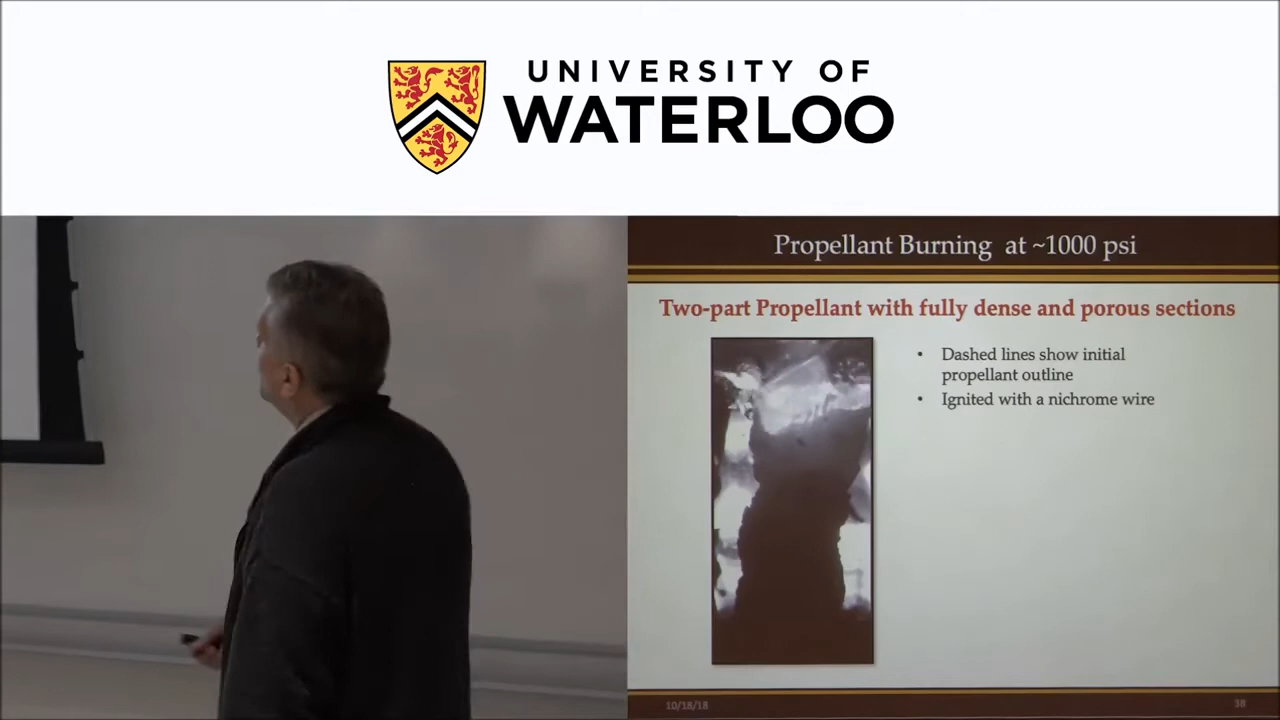 UNIVERSITY OF
WATERLOO
Propellant Burning at ~1000 psi
Two-part Propellant with fully dense and porous sections
• Dashed lines show initial
propellant outline
• Ignited with a nichrome wire
10/18/18
38